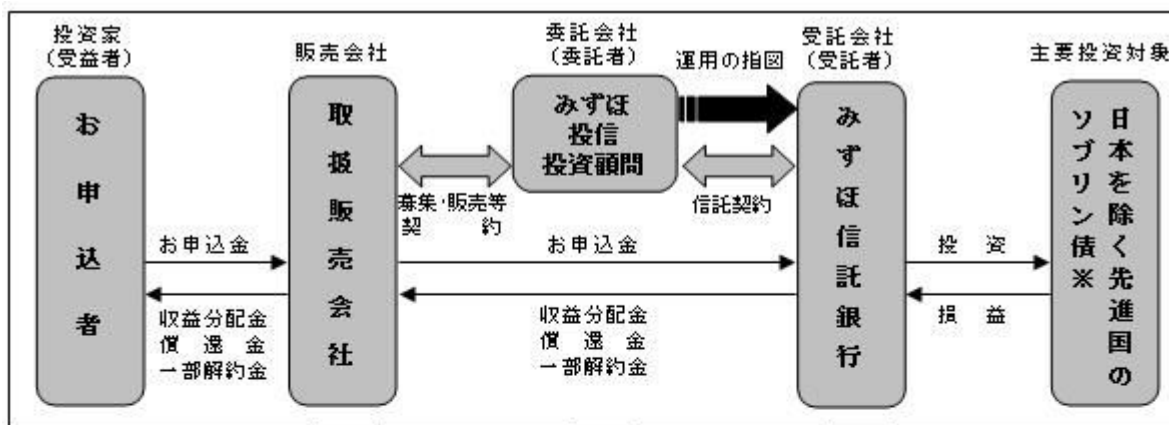 投資家
(受益者)
お申込者
販売会社
取扱販売会社
委託会社
(委託者)
みずほ
投信
投資顧問
運用の指図
受託会社
(受託者)
みずほ信託銀行
主要投資対象
日本を除く先進国の
ソブリン債※
募集・販売等
契約
信託契約
お申込金
収益分配金
償還金
一部解約金
お申込金
収益分配金
償還金
一部解約金
投資
損益